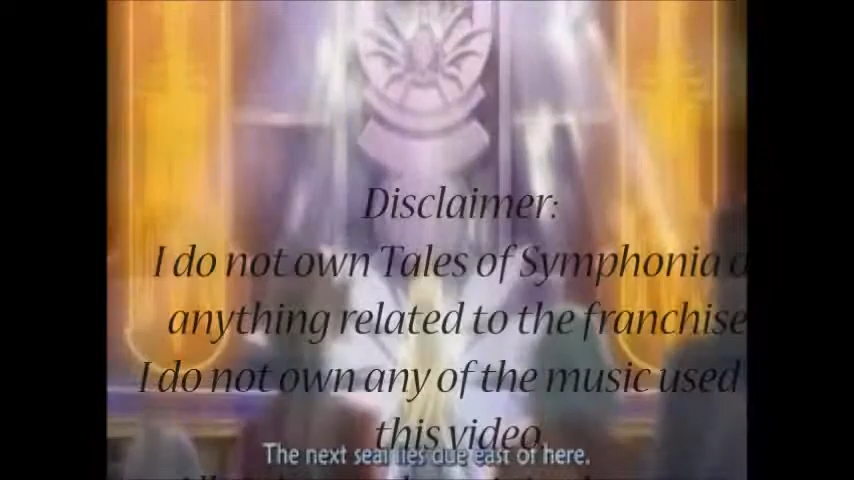 Disclaimer:
I do not own Tales of Symphonia
anything related to the franchise
I do not own any of the music used
this video
The next seal lies due east of here.